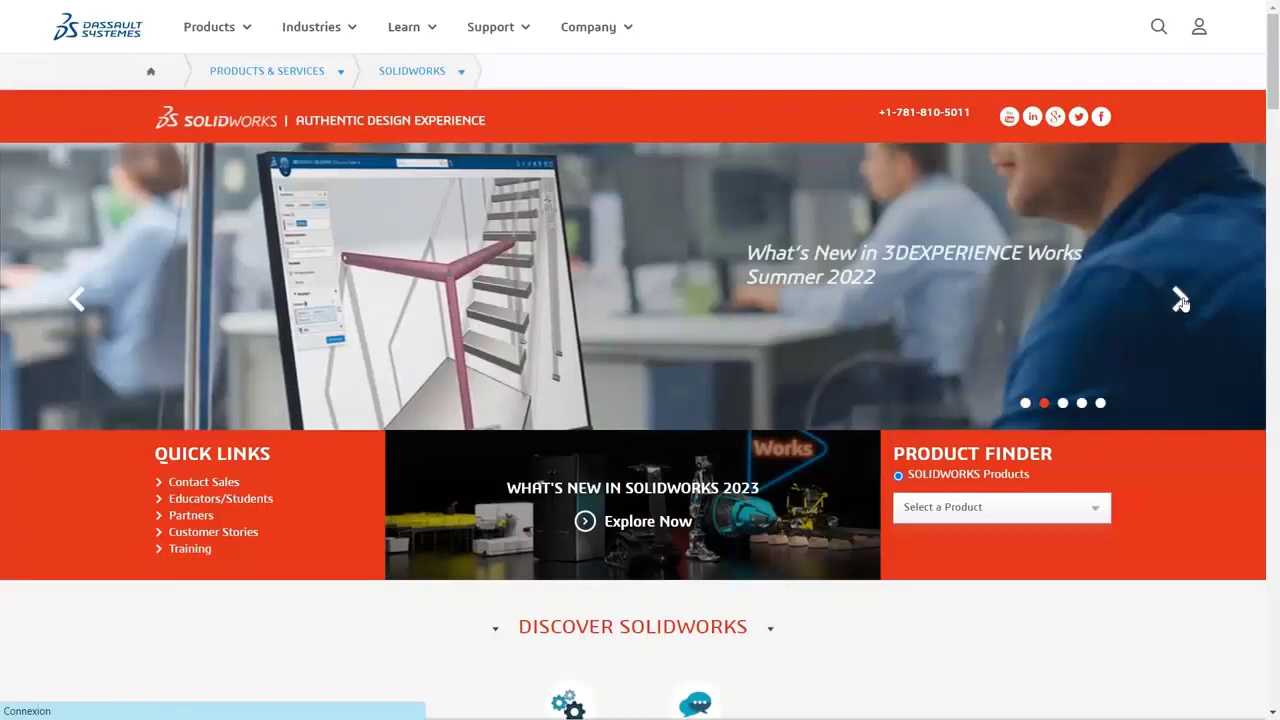 DASSAULT SYSTEMES
Products
Industries
Learn
Support
Company
PRODUCTS & SERVICES
SOLIDWORKS
SOLIDWORKS | AUTHENTIC DESIGN EXPERIENCE
+1-781-810-5011
What's New in 3DEXPERIENCE Works
Summer 2022
QUICK LINKS
Contact Sales
Educators/Students
Partners
Customer Stories
Training
Works
WHAT'S NEW IN SOLIDWORKS 2023
Explore Now
PRODUCT FINDER
SOLIDWORKS Products
Select a Product
DISCOVER SOLIDWORKS
Connexion